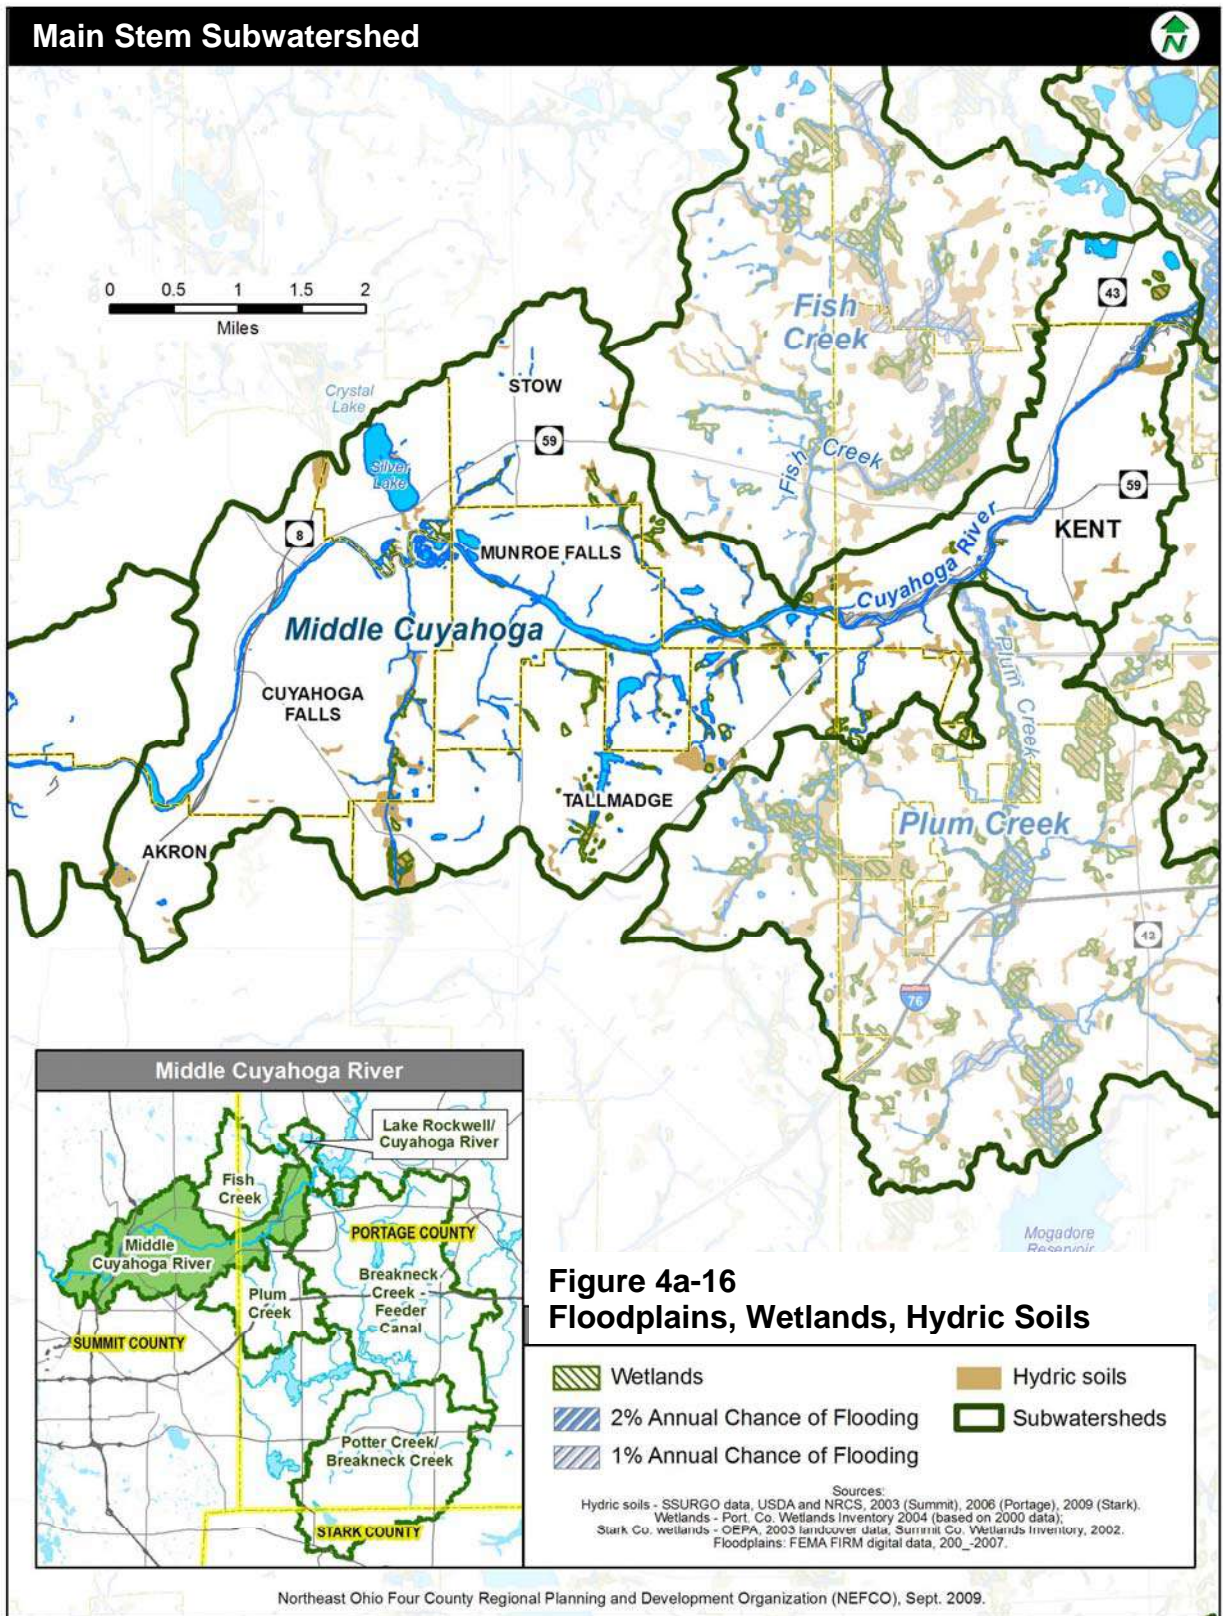 Main Stem Subwatershed
N
0 0.5 1 1.5 2
Miles
Fish
Creek
43
Crystal
Lake
STOW
59
Silver
Lake
Fish Creek
59
8
KENT
MUNROE FALLS
Cuyahoga River
Middle Cuyahoga
Plum Creek
CUYAHOGA
FALLS
TALLMADGE
Plum Creek
AKRON
43
76
Mogadore
Reservoir
Middle Cuyahoga River
Lake Rockwell/
Cuyahoga River
Fish
Creek
PORTAGE COUNTY
Middle
Cuyahoga River
Breakneck
Creek -
Feeder
Canal
Plum
Creek
SUMMIT COUNTY
Potter Creek/
Breakneck Creek
STARK COUNTY
Figure 4a-16
Floodplains, Wetlands, Hydric Soils
Wetlands
Hydric soils
2% Annual Chance of Flooding
Subwatersheds
1% Annual Chance of Flooding
Sources:
Hydric soils - SSURGO data, USDA and NRCS, 2003 (Summit), 2006 (Portage), 2009 (Stark).
Wetlands - Port. Co. Wetlands Inventory 2004 (based on 2000 data);
Stark Co. wetlands - OEPA, 2003 landcover data; Summit Co. Wetlands Inventory, 2002.
Floodplains: FEMA FIRM digital data, 200_-2007.
Northeast Ohio Four County Regional Planning and Development Organization (NEFCO), Sept. 2009.